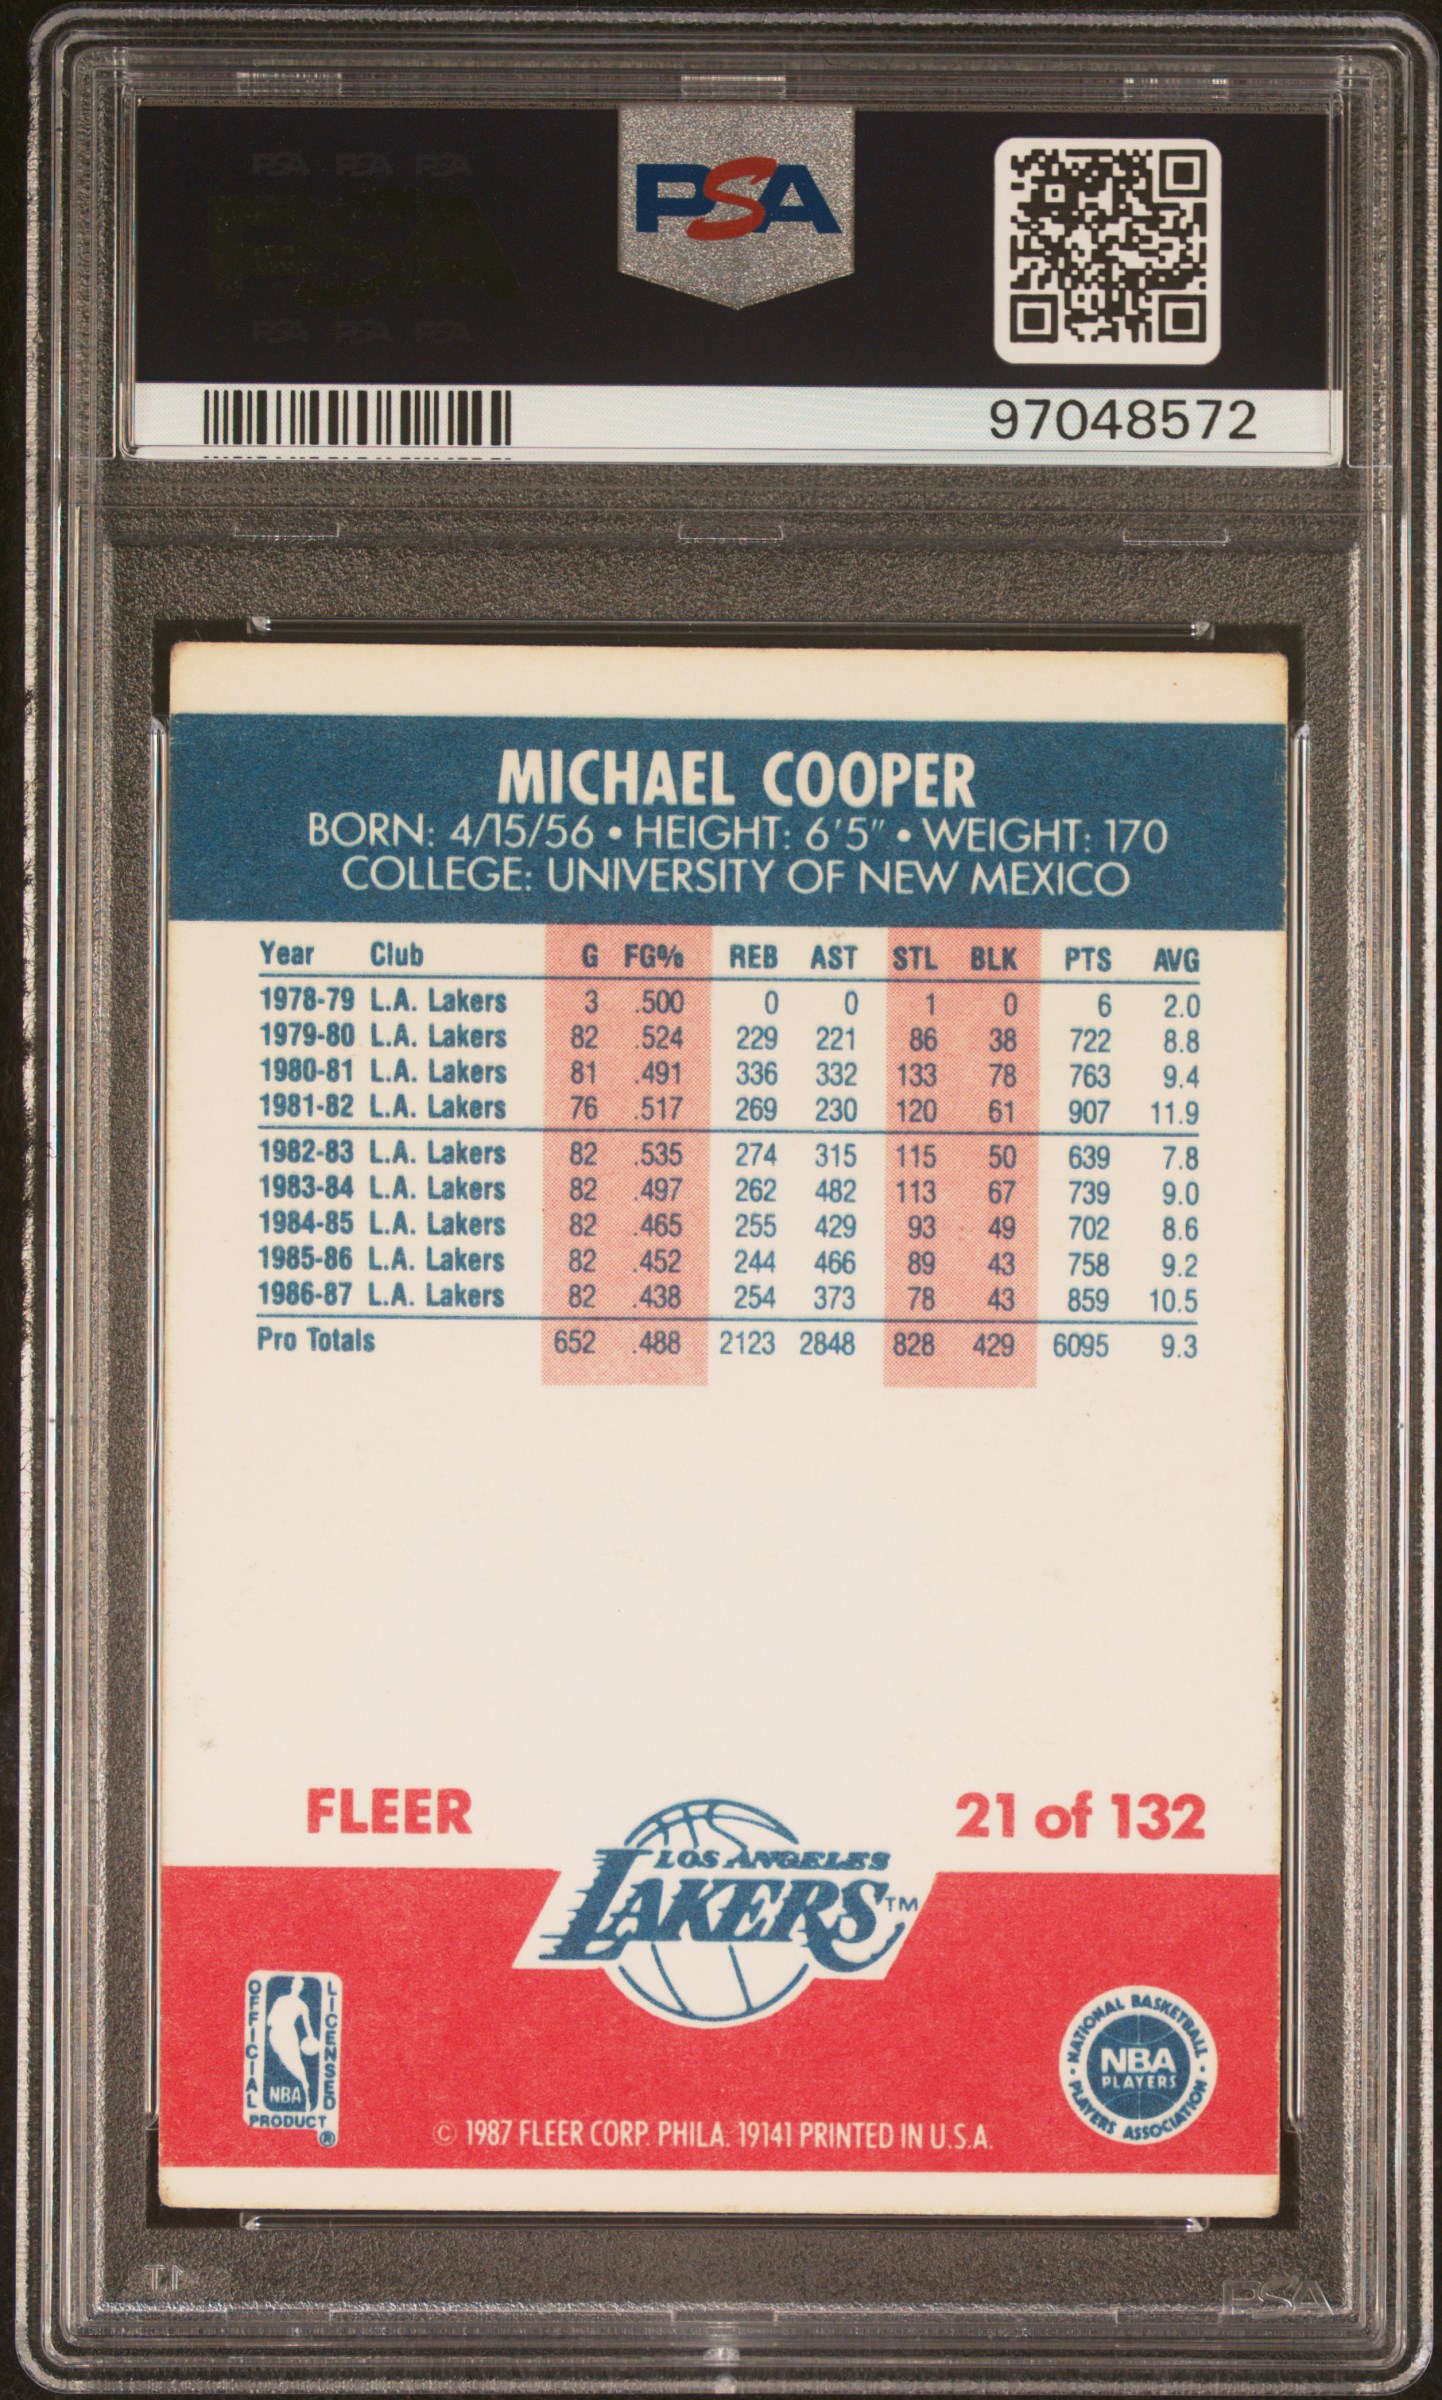 PSA PSA PSA
PSA
PSA PSA PSA
PSA
97048572
MICHAEL COOPER
BORN: 4/15/56 • HEIGHT: 6'5" • WEIGHT: 170
COLLEGE: UNIVERSITY OF NEW MEXICO
Year Club G FG% REB AST STL BLK PTS AVG
1978-79 L.A. Lakers 3 .500 0 0 1 0 6 2.0
1979-80 L.A. Lakers 82 .524 229 221 86 38 722 8.8
1980-81 L.A. Lakers 81 .491 336 332 133 78 763 9.4
1981-82 L.A. Lakers 76 .517 269 230 120 61 907 11.9
1982-83 L.A. Lakers 82 .535 274 315 115 50 639 7.8
1983-84 L.A. Lakers 82 .497 262 482 113 67 739 9.0
1984-85 L.A. Lakers 82 .465 255 429 93 49 702 8.6
1985-86 L.A. Lakers 82 .452 244 466 89 43 758 9.2
1986-87 L.A. Lakers 82 .438 254 373 78 43 859 10.5
Pro Totals 652 .488 2123 2848 828 429 6095 9.3
FLEER
21 of 132
LOS ANGELES
LAKERS™
OFFICIAL LICENSED
NBA
PRODUCT
®
NATIONAL BASKETBALL
NBA
PLAYERS
PLAYERS ASSOCIATION
© 1987 FLEER CORP. PHILA. 19141 PRINTED IN U.S.A.
PSA